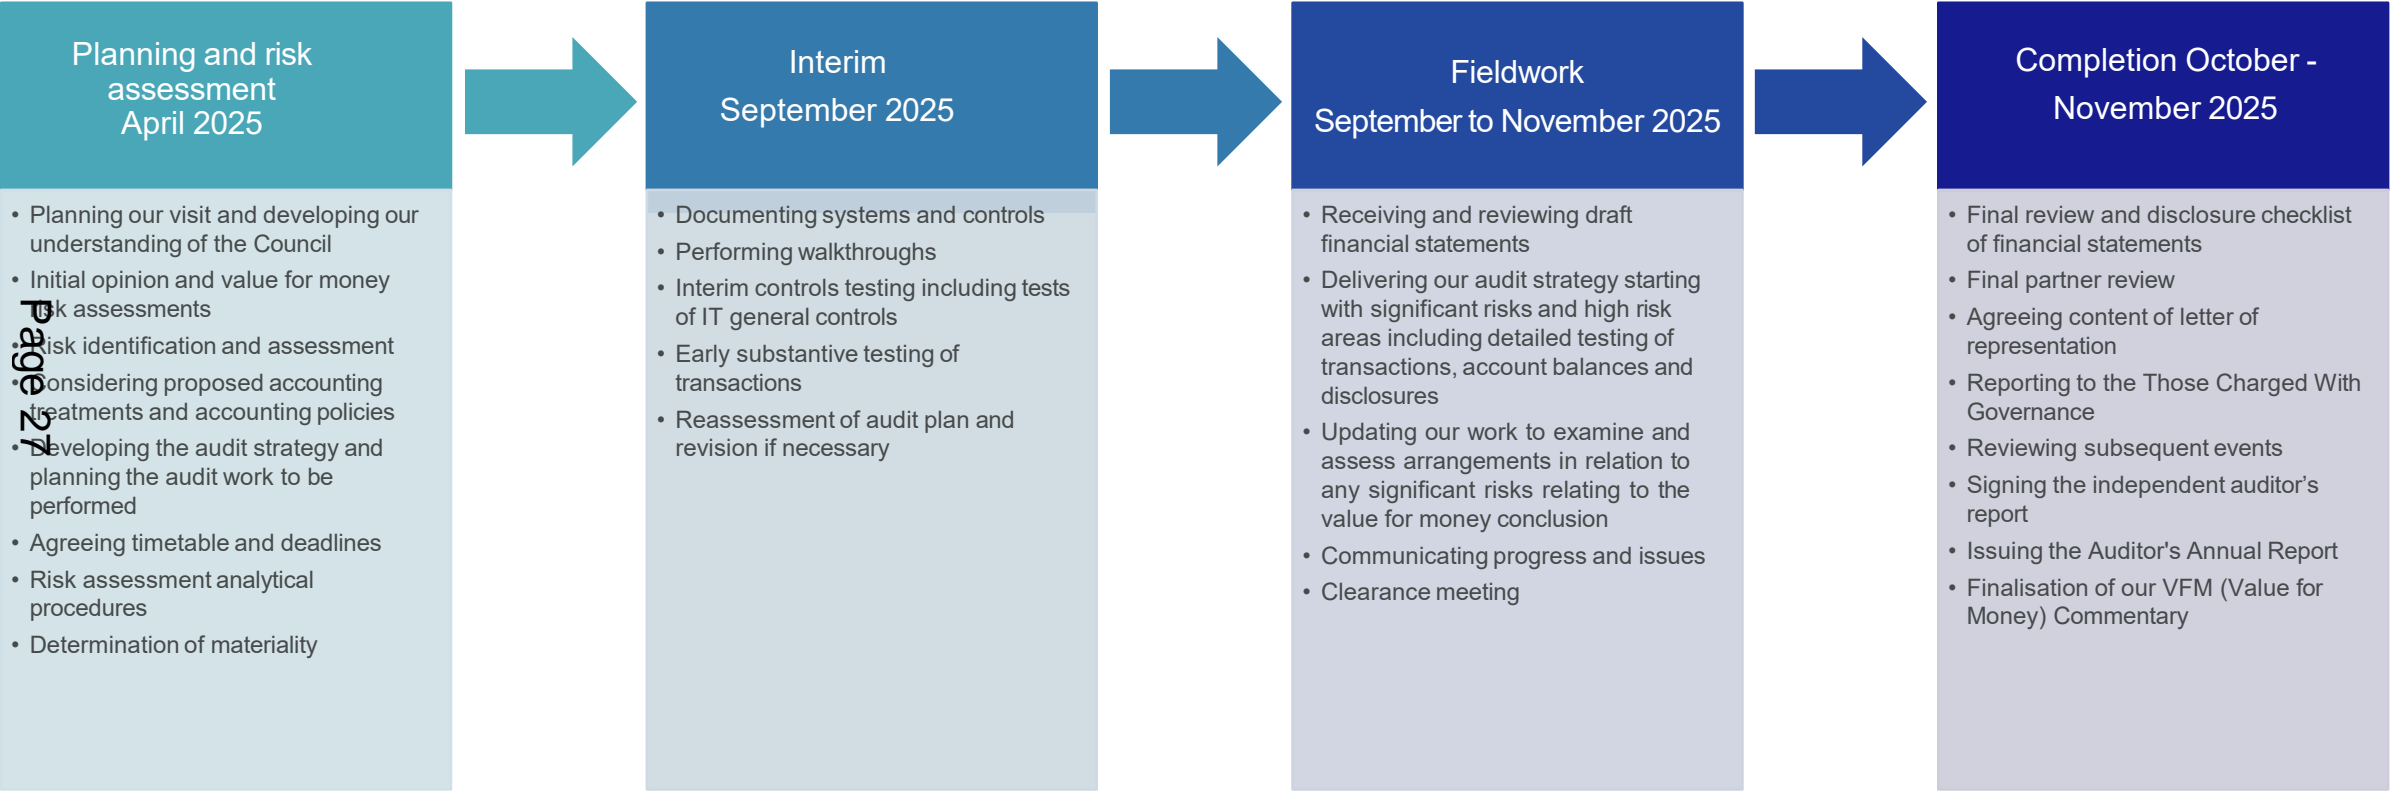 Planning and risk
assessment
April 2025
• Planning our visit and developing our
understanding of the Council
• Initial opinion and value for money
risk assessments
• Risk identification and assessment
• Considering proposed accounting
treatments and accounting policies
• Developing the audit strategy and
planning the audit work to be
performed
• Agreeing timetable and deadlines
• Risk assessment analytical
procedures
• Determination of materiality
Page 27
Interim
September 2025
• Documenting systems and controls
• Performing walkthroughs
• Interim controls testing including tests
of IT general controls
• Early substantive testing of
transactions
• Reassessment of audit plan and
revision if necessary
Fieldwork
September to November 2025
• Receiving and reviewing draft
financial statements
• Delivering our audit strategy starting
with significant risks and high risk
areas including detailed testing of
transactions, account balances and
disclosures
• Updating our work to examine and
assess arrangements in relation to
any significant risks relating to the
value for money conclusion
• Communicating progress and issues
• Clearance meeting
Completion October -
November 2025
• Final review and disclosure checklist
of financial statements
• Final partner review
• Agreeing content of letter of
representation
• Reporting to the Those Charged With
Governance
• Reviewing subsequent events
• Signing the independent auditor’s
report
• Issuing the Auditor's Annual Report
• Finalisation of our VFM (Value for
Money) Commentary